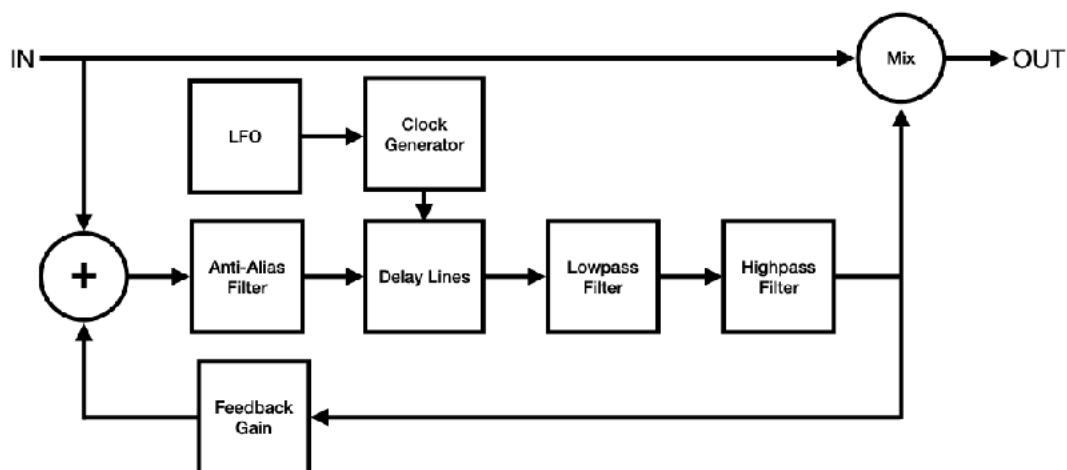 IN
Mix
OUT
LFO
Clock
Generator
+
Anti-Alias
Filter
Delay Lines
Lowpass
Filter
Highpass
Filter
Feedback
Gain